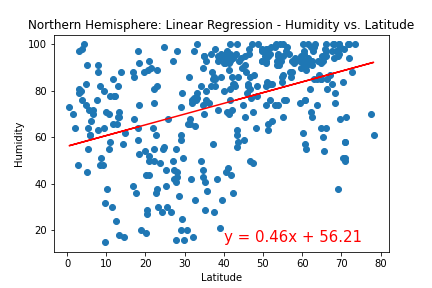 Northern Hemisphere: Linear Regression - Humidity vs. Latitude
100
80
60
40
20
Humidity
y = 0.46x + 56.21
0 10 20 30 40 50 60 70 80
Latitude